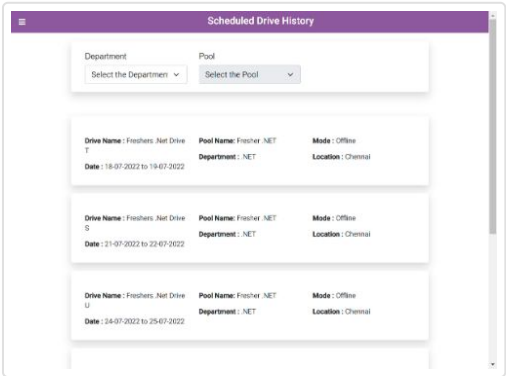 Scheduled Drive History
Department Pool
Select the Departmen Select the Pool
Drive Name : Freshers .Net Drive Pool Name: Fresher .NET Mode : Offline
T
Department : .NET Location : Chennai
Date : 18-07-2022 to 19-07-2022
Drive Name : Freshers .Net Drive Pool Name: Fresher .NET Mode : Offline
S
Department : .NET Location : Chennai
Date : 21-07-2022 to 22-07-2022
Drive Name : Freshers .Net Drive Pool Name: Fresher .NET Mode : Offline
U
Department : .NET Location : Chennai
Date : 24-07-2022 to 25-07-2022